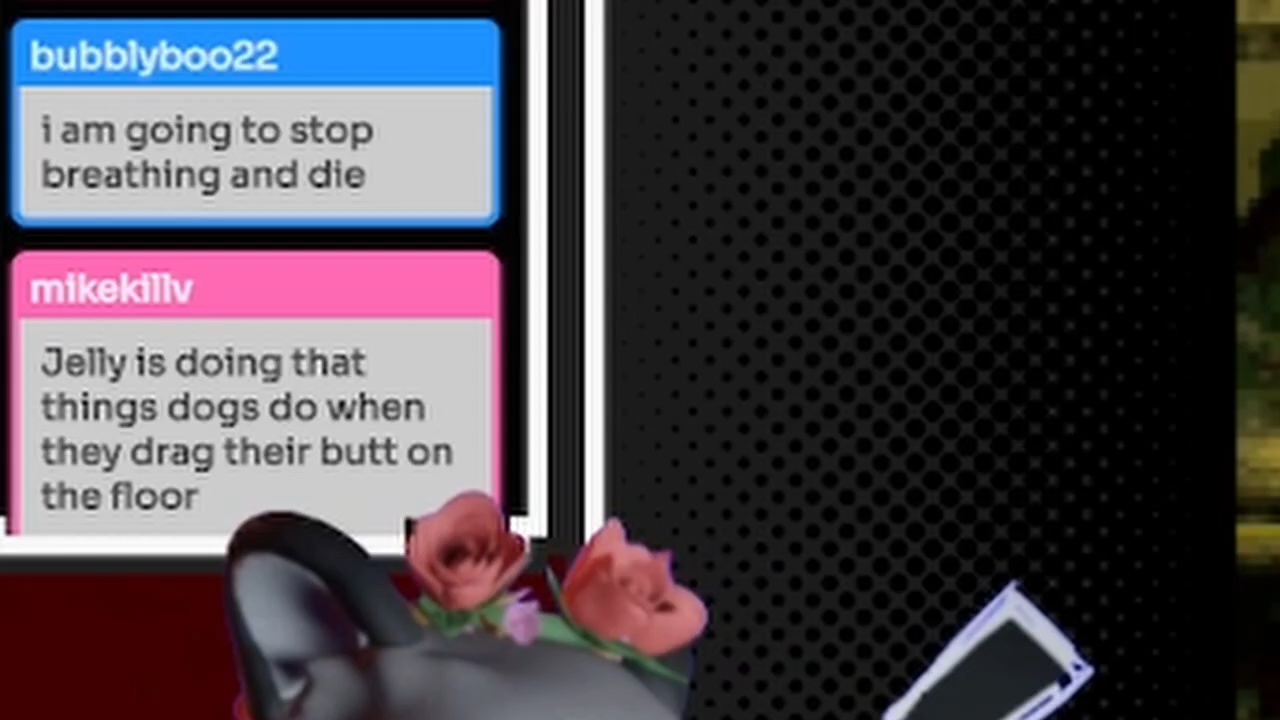 bubblyboo22
i am going to stop
breathing and die
mikekillv
Jelly is doing that
things dogs do when
they drag their butt on
the floor